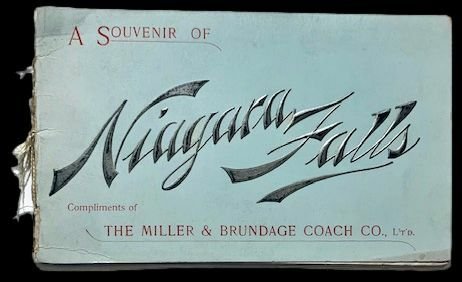 A SOUVENIR OF
Niagara Falls
Compliments of
THE MILLER & BRUNDAGE COACH CO., L'T'D.